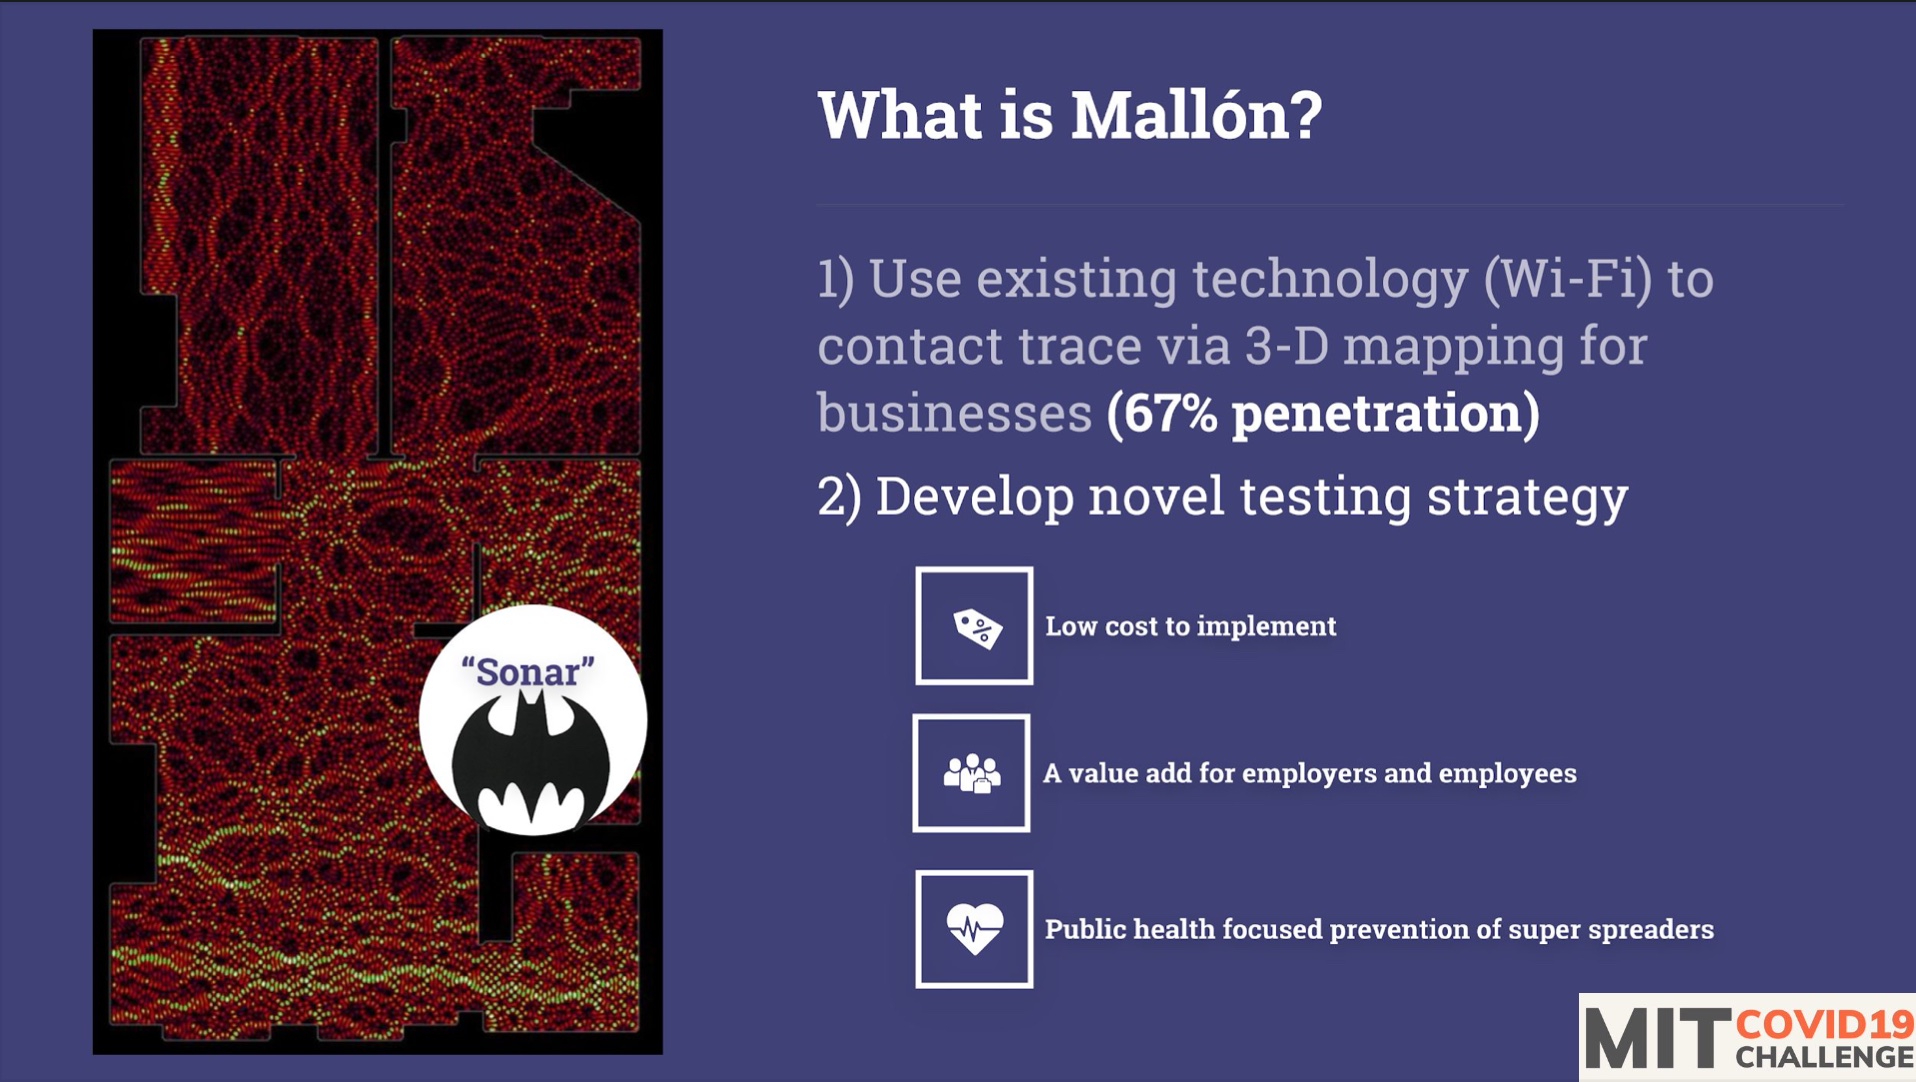 What is Mallón?
1) Use existing technology (Wi-Fi) to
contact trace via 3-D mapping for
businesses (67% penetration)
2) Develop novel testing strategy
Low cost to implement
A value add for employers and employees
Public health focused prevention of super spreaders
“Sonar”
MIT COVID19
CHALLENGE